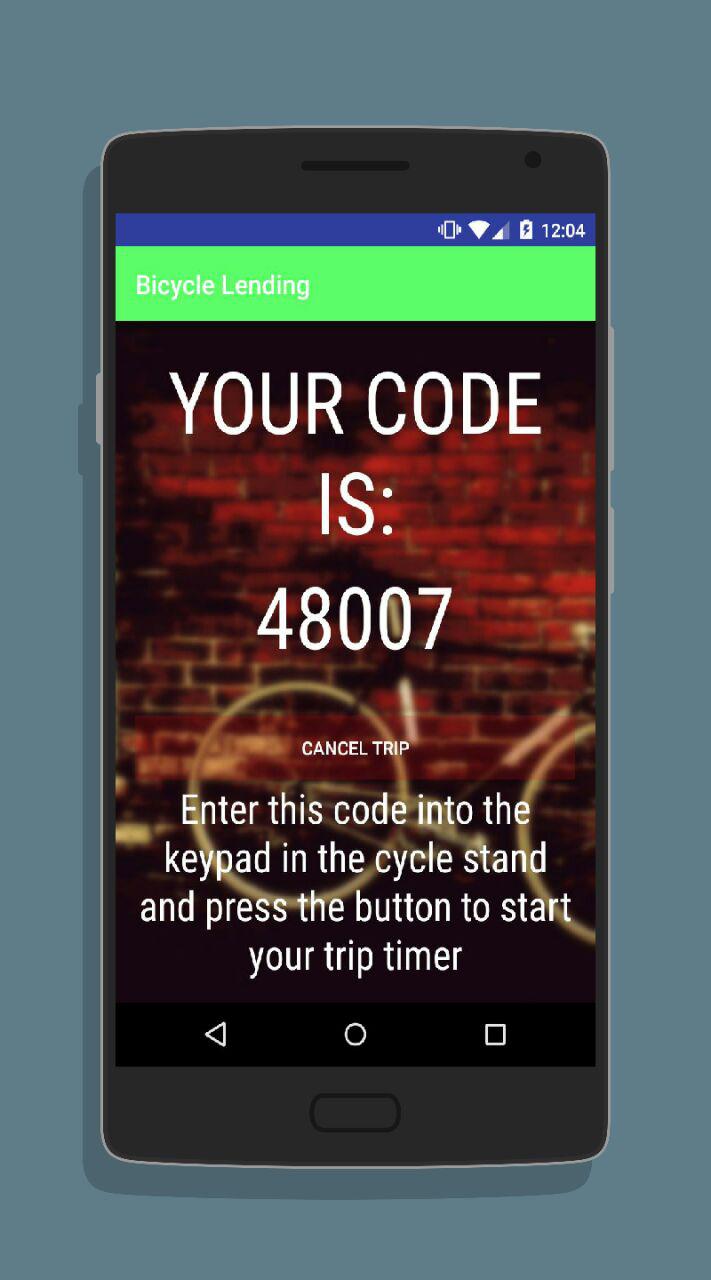 12:04
Bicycle Lending
YOUR CODE
IS:
48007
CANCEL TRIP
Enter this code into the
keypad in the cycle stand
and press the button to start
your trip timer